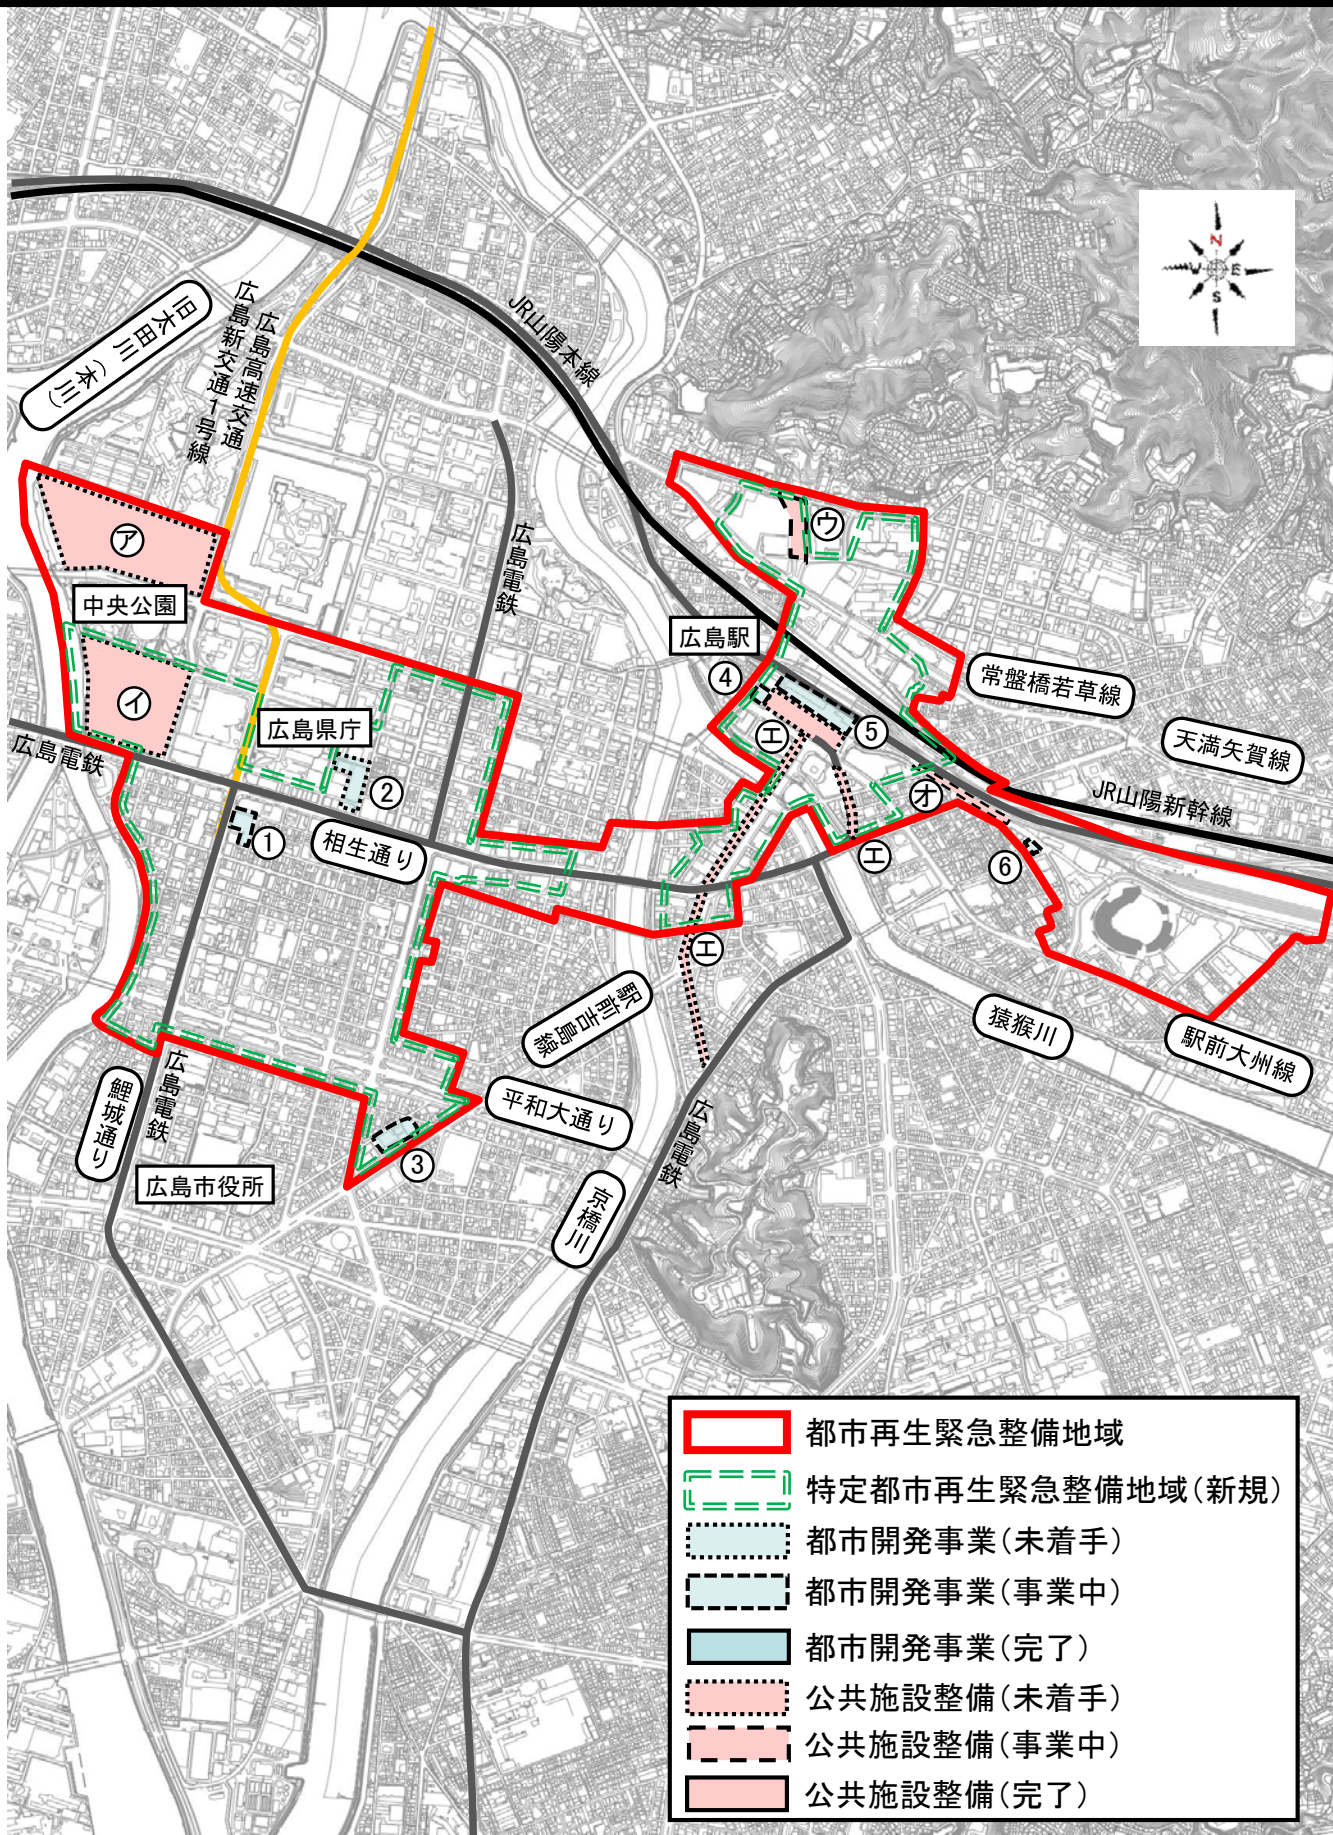 N
W E
S
JR山陽本線
旧太田川（本川）
広島高速交通
広島新交通1号線
広島電鉄
㋐
中央公園
㋑
㋒
広島駅
④
⑤
㋓
常盤橋若草線
天満矢賀線
JR山陽新幹線
広島電鉄
広島県庁
②
①
相生通り
㋔
㋓
⑥
㋓
駅前吉島線
猿猴川
駅前大州線
平和大通り
広島電鉄
鯉城通り
広島電鉄
③
広島市役所
京橋川
都市再生緊急整備地域
特定都市再生緊急整備地域(新規)
都市開発事業(未着手)
都市開発事業(事業中)
都市開発事業(完了)
公共施設整備(未着手)
公共施設整備(事業中)
公共施設整備(完了)